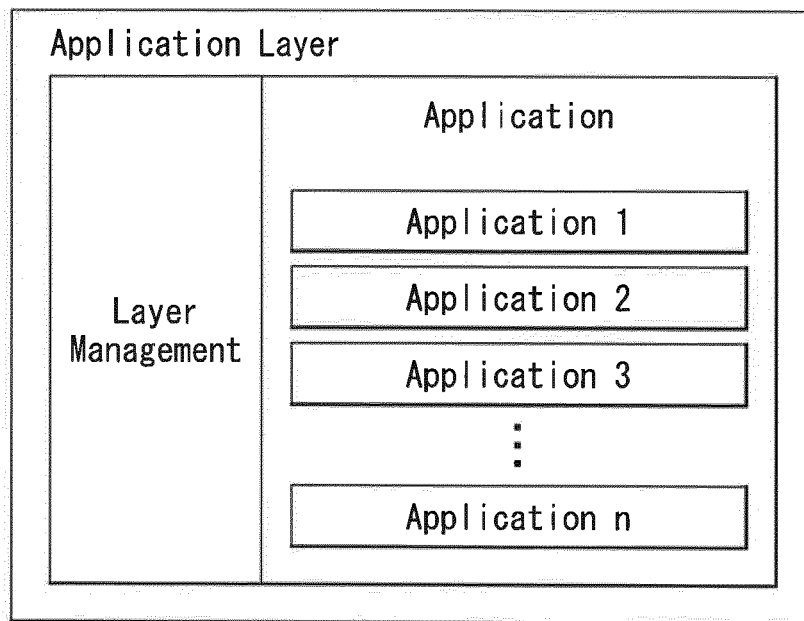 Application Layer
Layer
Management
Application
Application 1
Application 2
Application 3
Application n